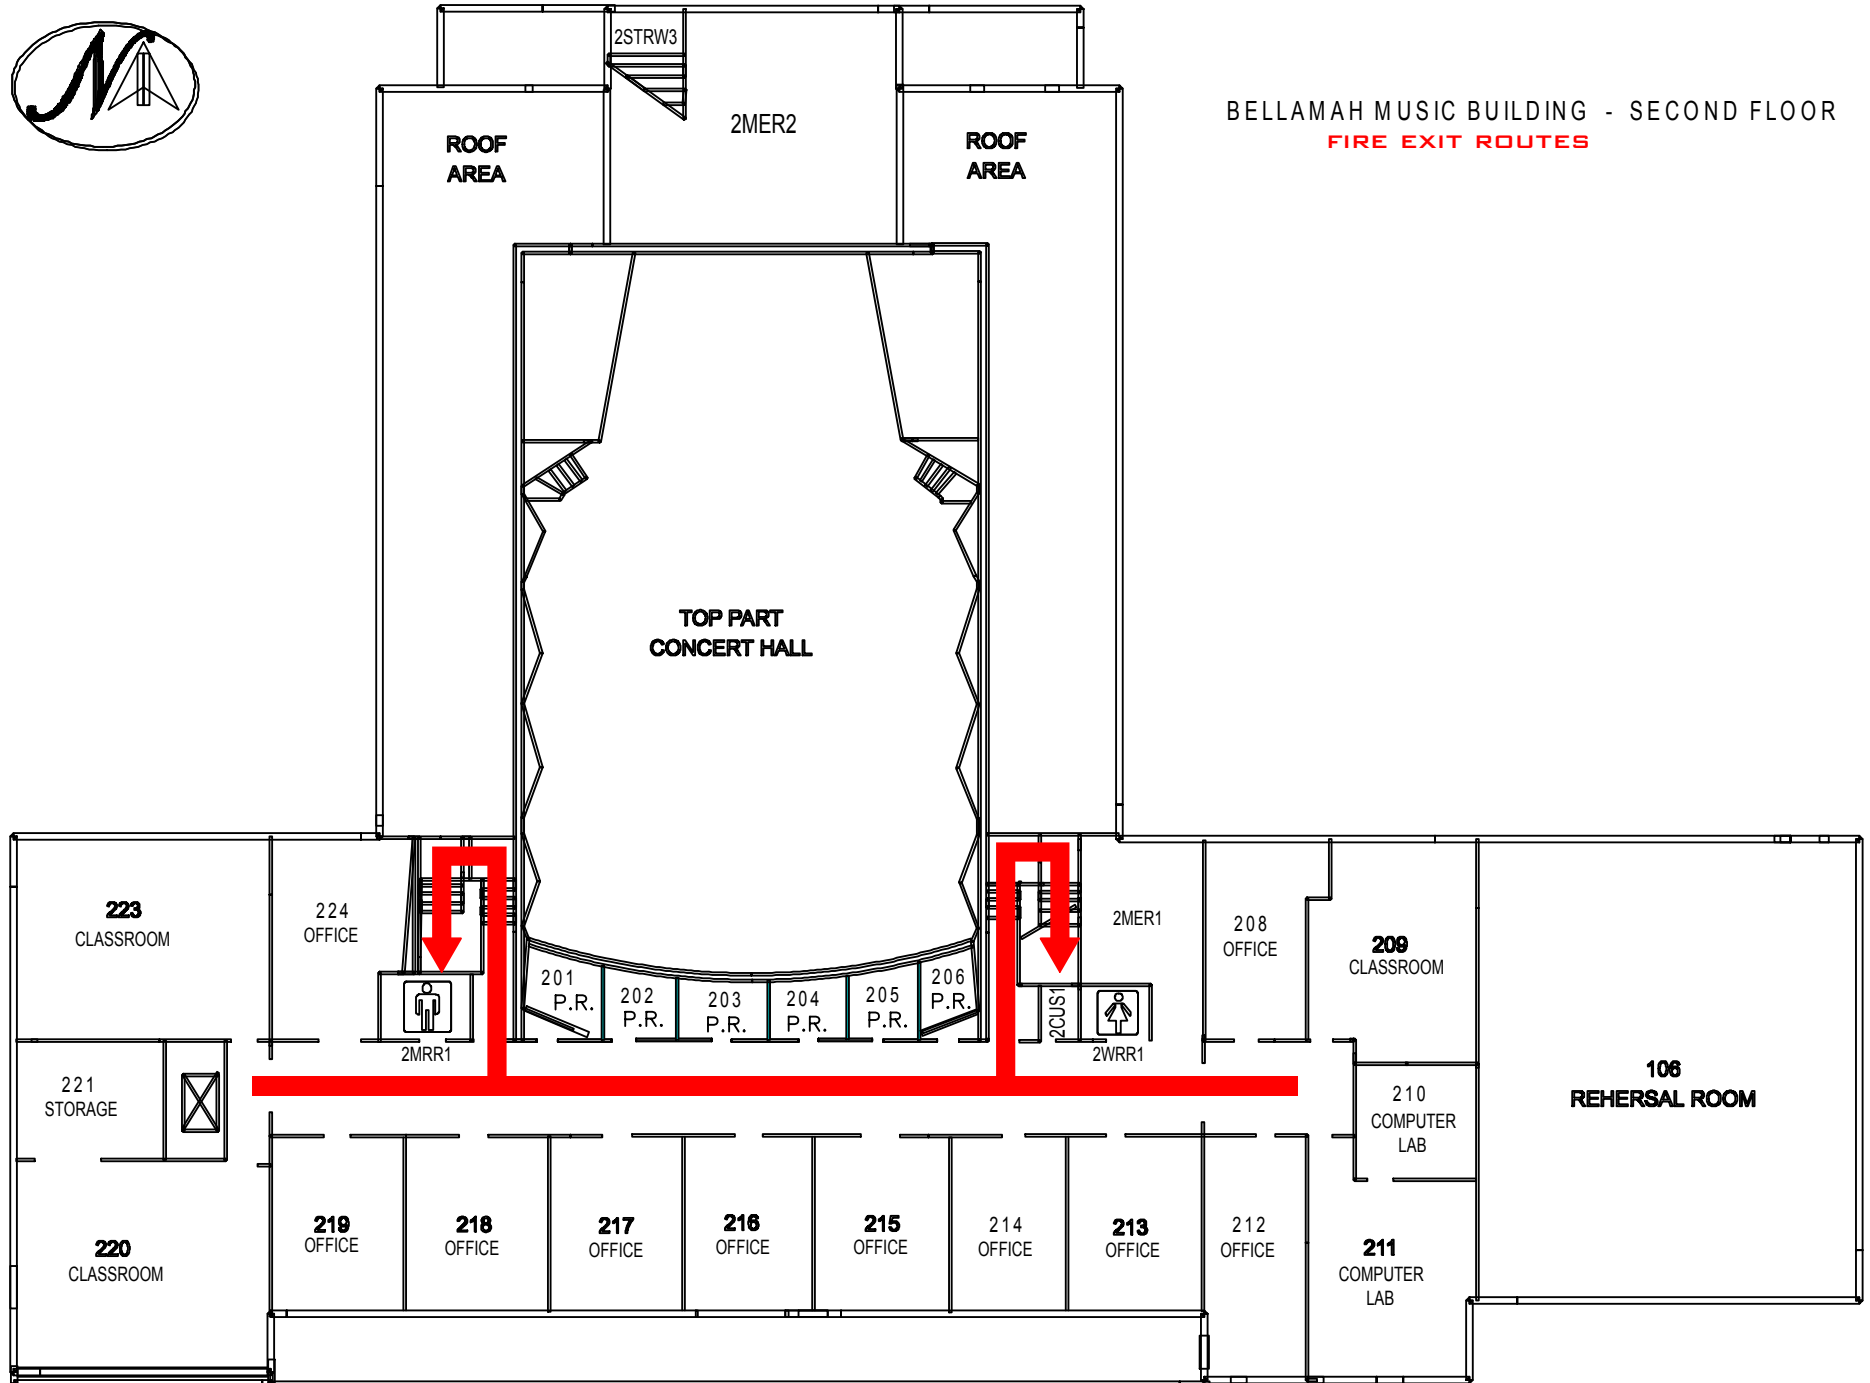 N
2STRW3
2MER2
BELLAMAH MUSIC BUILDING - SECOND FLOOR
FIRE EXIT ROUTES
ROOF
AREA
ROOF
AREA
TOP PART
CONCERT HALL
223
CLASSROOM
224
OFFICE
2MER1
208
OFFICE
209
CLASSROOM
201
P.R.
202
P.R.
203
P.R.
204
P.R.
205
P.R.
206
P.R.
2CUS1
2MRR1
2WRR1
221
STORAGE
210
COMPUTER
LAB
106
REHERSAL ROOM
220
CLASSROOM
219
OFFICE
218
OFFICE
217
OFFICE
216
OFFICE
215
OFFICE
214
OFFICE
213
OFFICE
212
OFFICE
211
COMPUTER
LAB